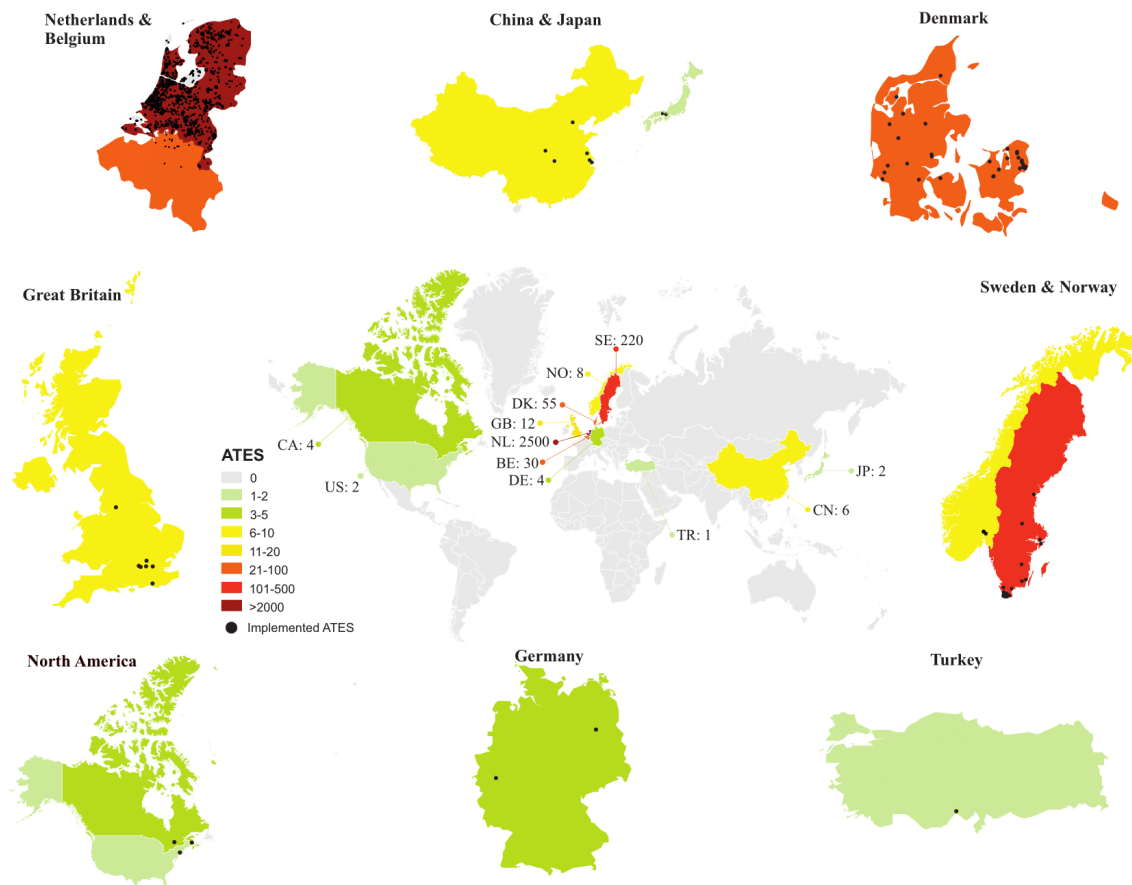 Netherlands &
Belgium
China & Japan
Denmark
Great Britain
Sweden & Norway
SE: 220
NO: 8
DK: 55
GB: 12
NL: 2500
BE: 30
DE: 4
CA: 4
US: 2
JP: 2
CN: 6
TR: 1
ATES
0
1-2
3-5
6-10
11-20
21-100
101-500
>2000
Implemented ATES
North America
Germany
Turkey